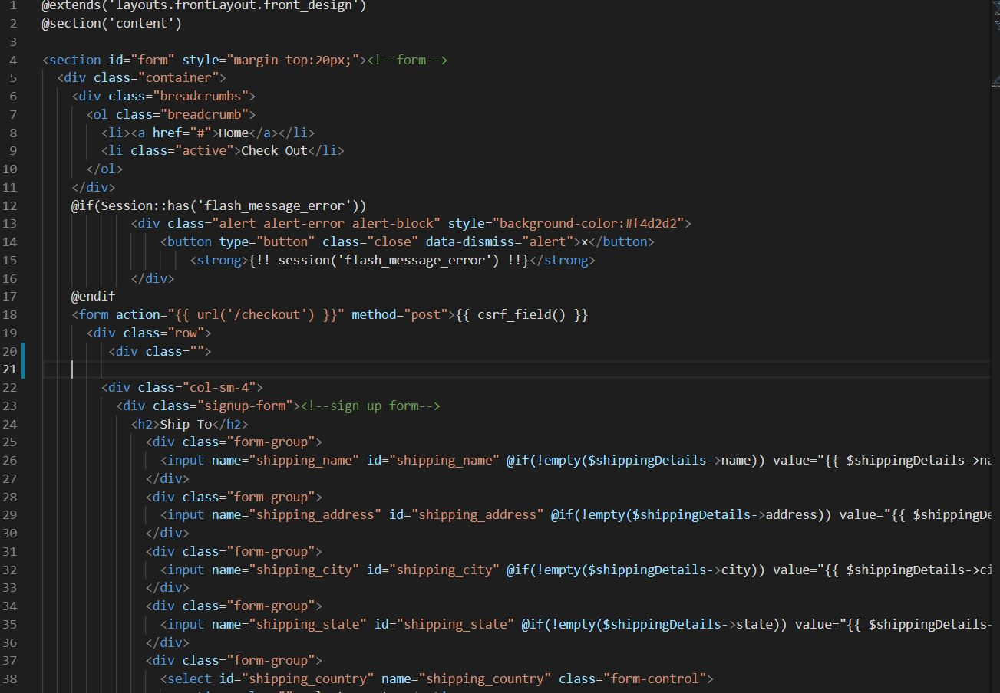 1 @extends('layouts.frontLayout.front_design')
2 @section('content')
3
4 <section id="form" style="margin-top:20px;"><!--form-->
5 <div class="container">
6 <div class="breadcrumbs">
7 <ol class="breadcrumb">
8 <li><a href="#">Home</a></li>
9 <li class="active">Check Out</li>
10 </ol>
11 </div>
12 @if(Session::has('flash_message_error'))
13 <div class="alert alert-error alert-block" style="background-color:#f4d2d2">
14 <button type="button" class="close" data-dismiss="alert">x</button>
15 <strong>{!! session('flash_message_error') !!}</strong>
16 </div>
17 @endif
18 <form action="{{ url('/checkout') }}" method="post">{{ csrf_field() }}
19 <div class="row">
20 <div class="">
21
22 <div class="col-sm-4">
23 <div class="signup-form"><!--sign up form-->
24 <h2>Ship To</h2>
25 <div class="form-group">
26 <input name="shipping_name" id="shipping_name" @if(!empty($shippingDetails->name)) value="{{ $shippingDetails->na
27 </div>
28 <div class="form-group">
29 <input name="shipping_address" id="shipping_address" @if(!empty($shippingDetails->address)) value="{{ $shippingDe
30 </div>
31 <div class="form-group">
32 <input name="shipping_city" id="shipping_city" @if(!empty($shippingDetails->city)) value="{{ $shippingDetails->ci
33 </div>
34 <div class="form-group">
35 <input name="shipping_state" id="shipping_state" @if(!empty($shippingDetails->state)) value="{{ $shippingDetails-
36 </div>
37 <div class="form-group">
38 <select id="shipping_country" name="shipping_country" class="form-control">